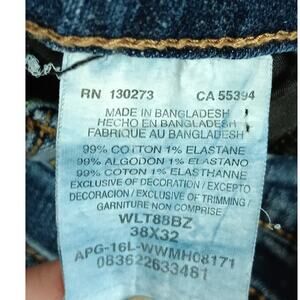 RN 130273 CA 55394
MADE IN BANGLADESH
HECHO EN BANGLADESH
FABRIQUE AU BANGLADESH
99% COTTON 1% ELASTANE
99% ALGODON 1% ELASTANE
99% COTON 1% ELASTHANNE
EXCLUSIVE OF DECORATION / EXCEPTO
DECORACION / EXCLUSIVE OF TRIMMING /
GARNITURE NON COMPRISE
WLT88BZ
38X32
APG-16L-WWMH08171
0B3622633481